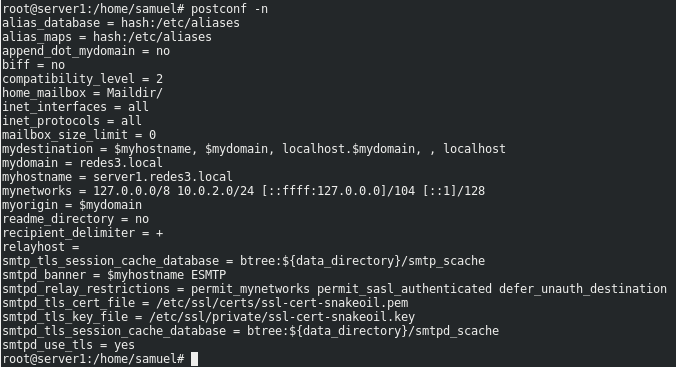 root@server1:/home/samuel# postconf -n
alias_database = hash:/etc/aliases
alias_maps = hash:/etc/aliases
append_dot_mydomain = no
biff = no
compatibility_level = 2
home_mailbox = Maildir/
inet_interfaces = all
inet_protocols = all
mailbox_size_limit = 0
mydestination = $myhostname, $mydomain, localhost.$mydomain, , localhost
mydomain = redes3.local
myhostname = server1.redes3.local
mynetworks = 127.0.0.0/8 10.0.2.0/24 [::ffff:127.0.0.0]/104 [::1]/128
myorigin = $mydomain
readme_directory = no
recipient_delimiter = +
relayhost =
smtp_tls_session_cache_database = btree:${data_directory}/smtp_scache
smtpd_banner = $myhostname ESMTP
smtpd_relay_restrictions = permit_mynetworks permit_sasl_authenticated defer_unauth_destination
smtpd_tls_cert_file = /etc/ssl/certs/ssl-cert-snakeoil.pem
smtpd_tls_key_file = /etc/ssl/private/ssl-cert-snakeoil.key
smtpd_tls_session_cache_database = btree:${data_directory}/smtpd_scache
smtpd_use_tls = yes
root@server1:/home/samuel#